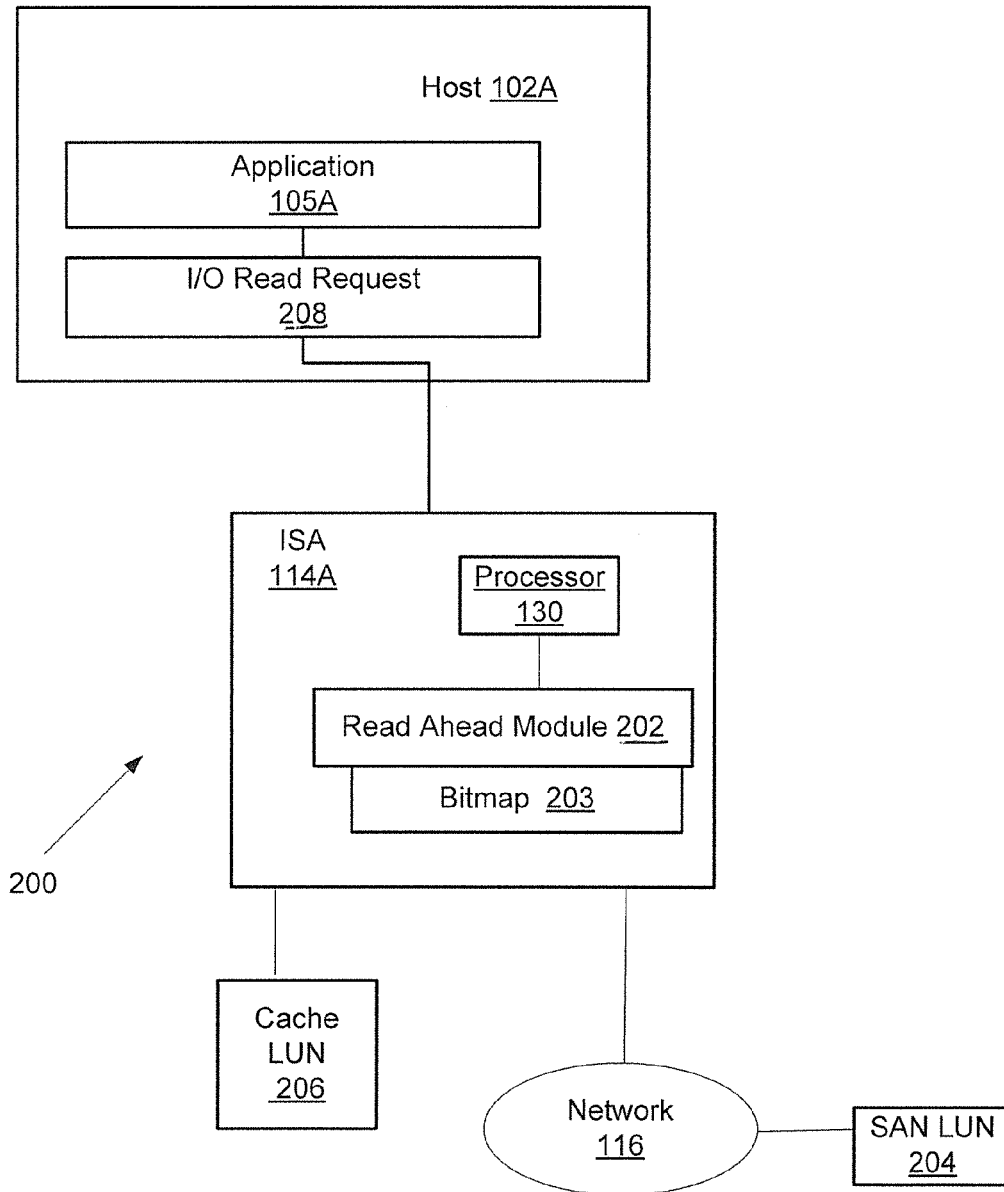 Host 102A
Application
105A
I/O Read Request
208
ISA
114A
Processor
130
Read Ahead Module 202
Bitmap 203
200
Cache
LUN
206
Network
116
SAN LUN
204